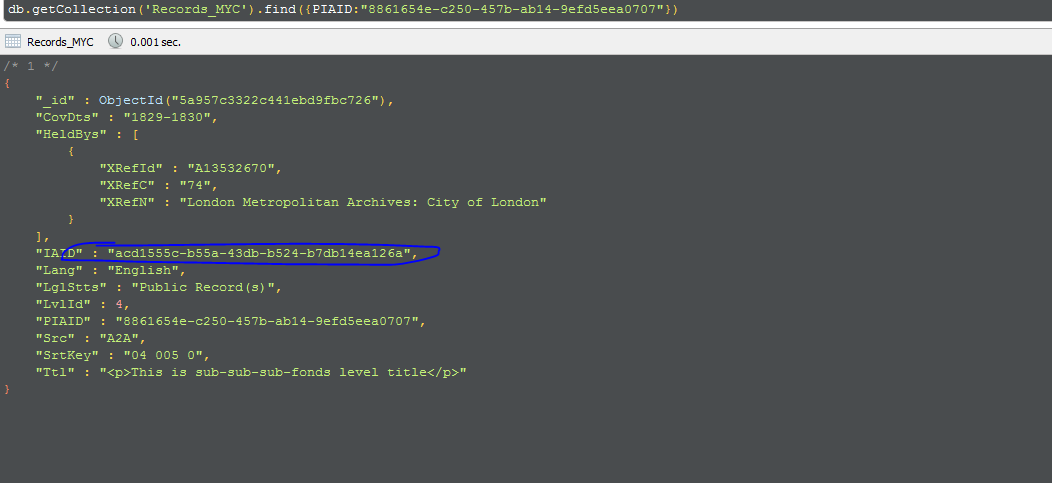 db.getCollection('Records_MYC').find({PIAID:"8861654e-c250-457b-ab14-9efd5eea0707"})
Records_MYC 0.001 sec.
/* 1 */
{
    "_id" : ObjectId("5a957c3322c441ebd9fbc726"),
    "CovDts" : "1829-1830",
    "HeldBys" : [
        {
            "XRefId" : "A13532670",
            "XRefC" : "74",
            "XRefN" : "London Metropolitan Archives: City of London"
        }
    ],
    "IAID" : "acd1555c-b55a-43db-b524-b7db14ea126a",
    "Lang" : "English",
    "LglStts" : "Public Record(s)",
    "LvlId" : 4,
    "PIAID" : "8861654e-c250-457b-ab14-9efd5eea0707",
    "Src" : "A2A",
    "SrtKey" : "04 005 0",
    "Ttl" : "<p>This is sub-sub-sub-fonds level title</p>"
}